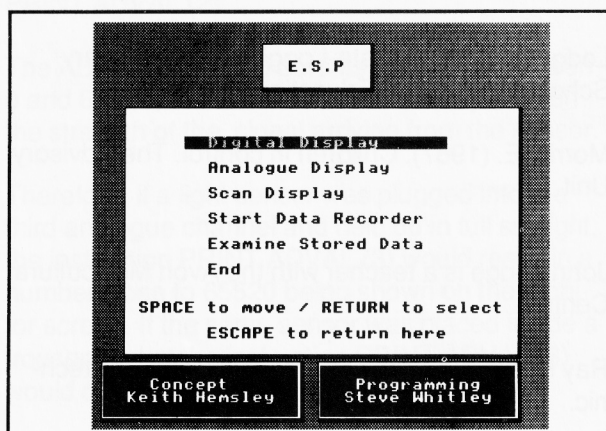 E.S.P
Digital Display
Analogue Display
Scan Display
Start Data Recorder
Examine Stored Data
End
SPACE to move / RETURN to select
ESCAPE to return here
Concept
Keith Hemsley
Programming
Steve Whitley